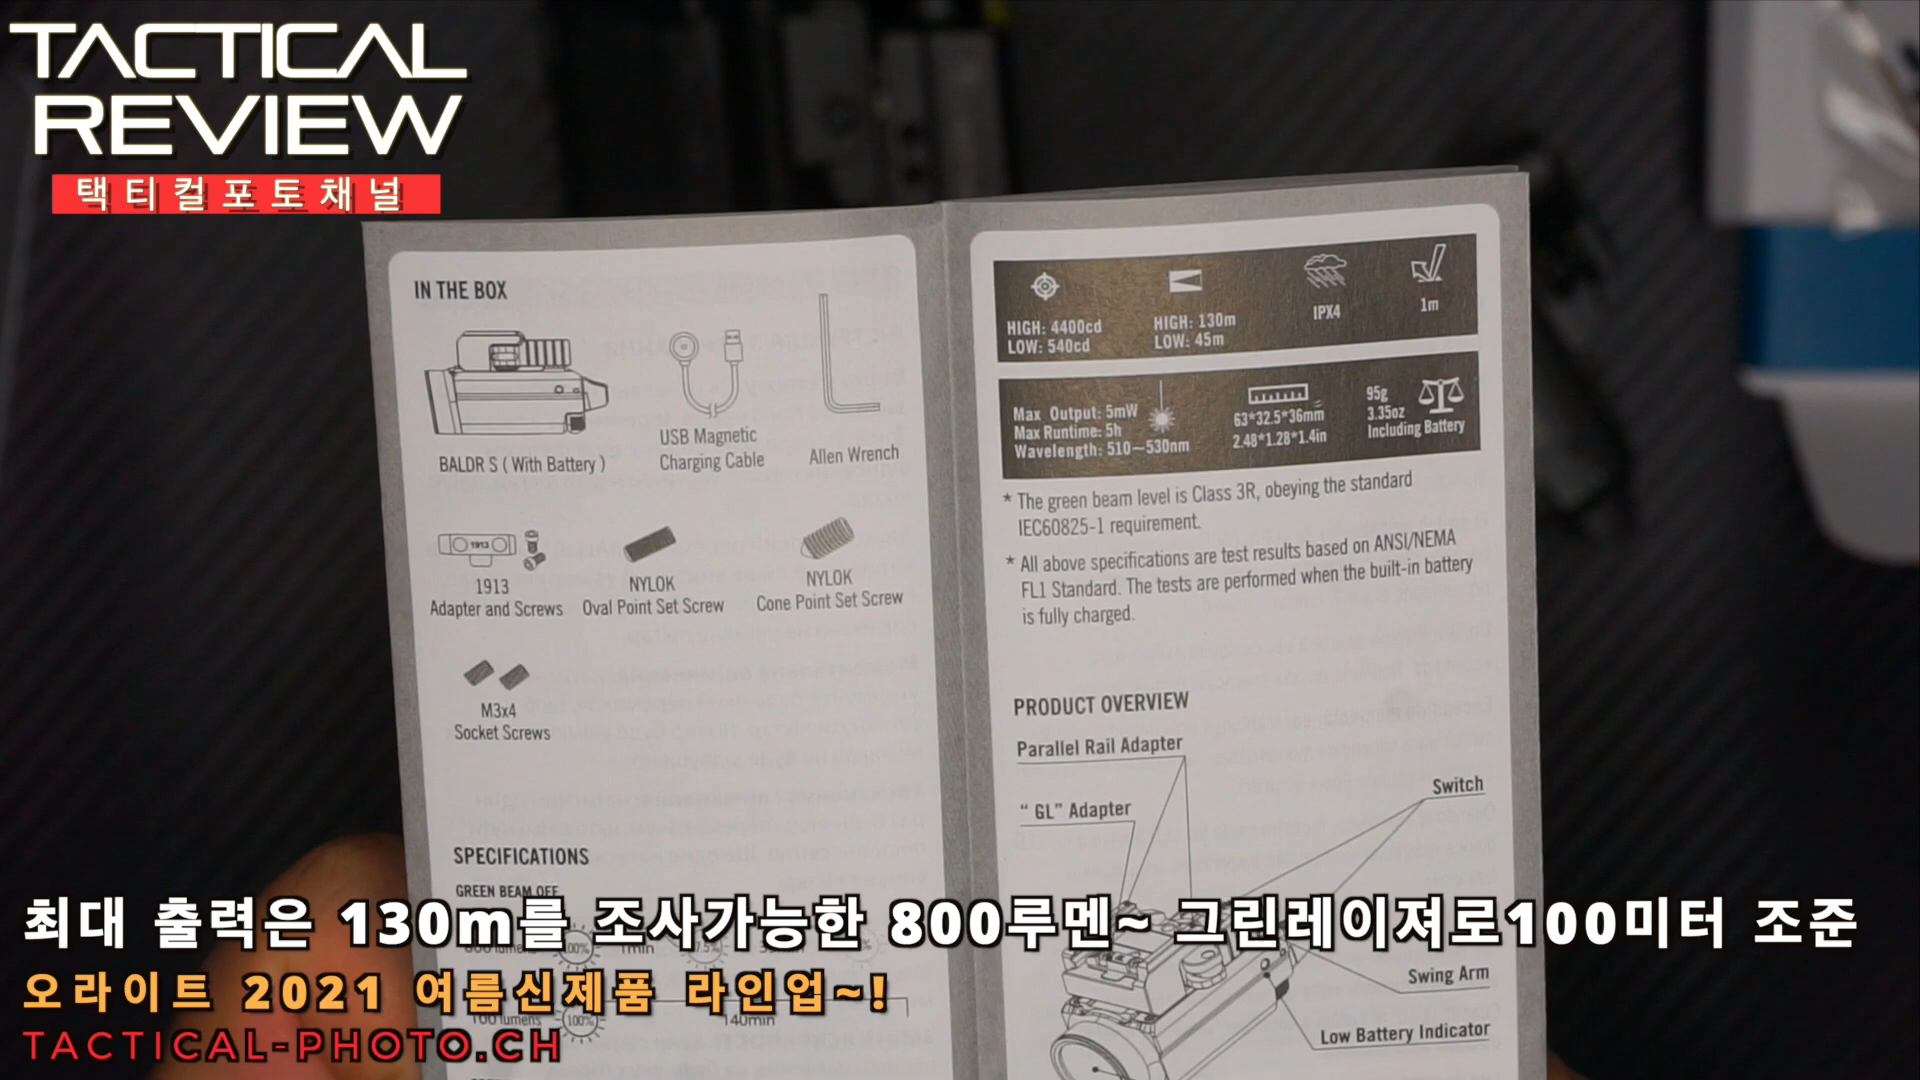 TACTICAL
REVIEW
택티컬포토채널
IN THE BOX
BALDR S ( With Battery )
USB Magnetic
Charging Cable
Allen Wrench
1913
1913
Adapter and Screws
NYLOK
Oval Point Set Screw
NYLOK
Cone Point Set Screw
M3x4
Socket Screws
SPECIFICATIONS
GREEN BEAM OFF
100 lumens
100%
140min
HIGH: 4400cd
LOW: 540cd
HIGH: 130m
LOW: 45m
IPX4
1m
Max Output: 5mW
Max Runtime: 5h
Wavelength: 510~530nm
63*32.5*36mm
2.48*1.28*1.4in
95g
3.35oz
Including Battery
* The green beam level is Class 3R, obeying the standard
IEC60825-1 requirement.
* All above specifications are test results based on ANSI/NEMA
FL1 Standard. The tests are performed when the built-in battery
is fully charged.
PRODUCT OVERVIEW
Parallel Rail Adapter
“ GL” Adapter
Switch
Swing Arm
Low Battery Indicator
최대 출력은 130m를 조사가능한 800루멘~ 그린레이져로100미터 조준
오라이트 2021 여름신제품 라인업~!
TACTICAL-PHOTO.CH